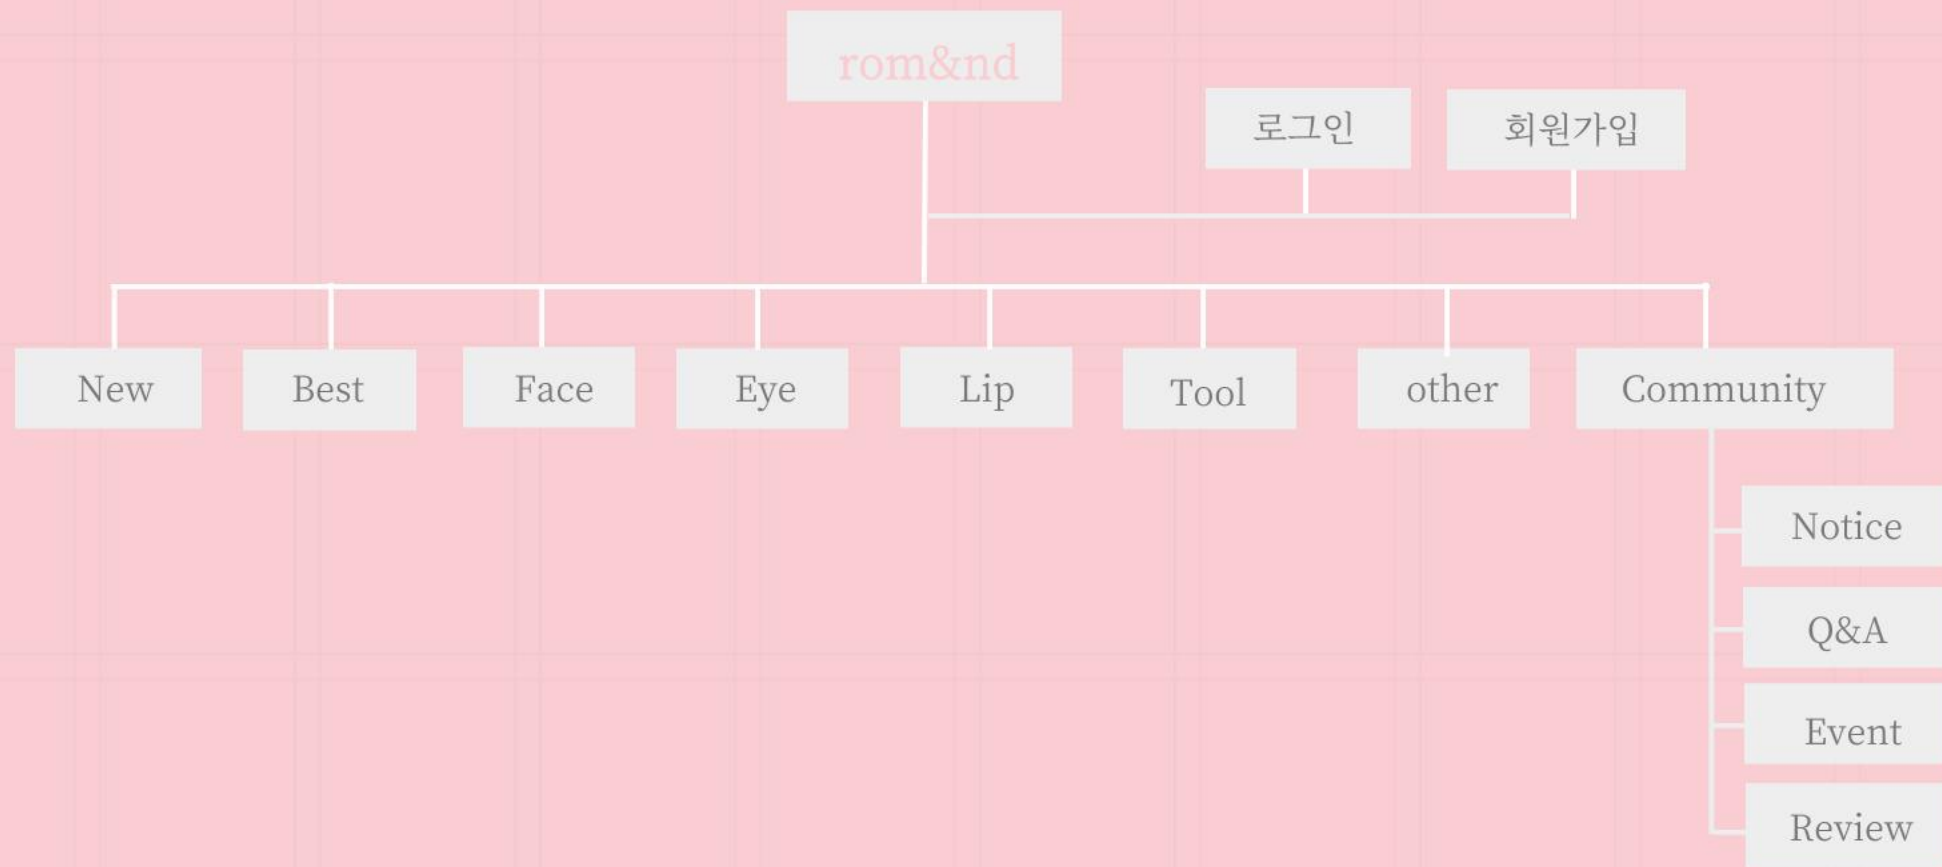 rom&nd
로그인
회원가입
New
Best
Face
Eye
Lip
Tool
other
Community
Notice
Q&A
Event
Review